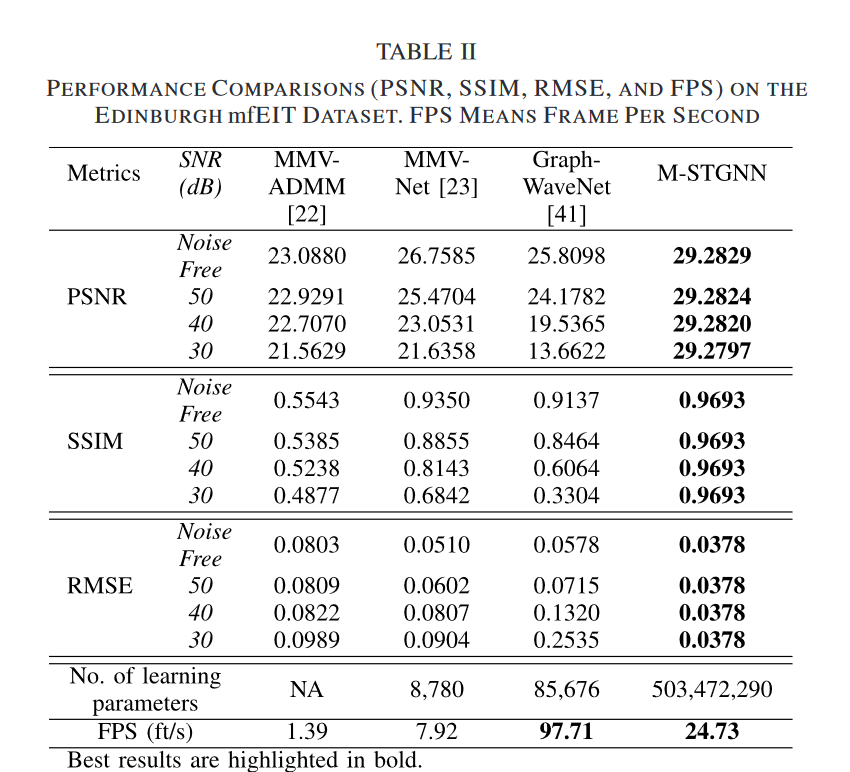 TABLE II
PERFORMANCE COMPARISONS (PSNR, SSIM, RMSE, AND FPS) ON THE
EDINBURGH mfEIT DATASET. FPS MEANS FRAME PER SECOND
Metrics SNR (dB) MMV-ADMM [22] MMV-Net [23] Graph-WaveNet [41] M-STGNN
PSNR Noise Free 23.0880 26.7585 25.8098 29.2829
50 22.9291 25.4704 24.1782 29.2824
40 22.7070 23.0531 19.5365 29.2820
30 21.5629 21.6358 13.6622 29.2797
SSIM Noise Free 0.5543 0.9350 0.9137 0.9693
50 0.5385 0.8855 0.8464 0.9693
40 0.5238 0.8143 0.6064 0.9693
30 0.4877 0.6842 0.3304 0.9693
RMSE Noise Free 0.0803 0.0510 0.0578 0.0378
50 0.0809 0.0602 0.0715 0.0378
40 0.0822 0.0807 0.1320 0.0378
30 0.0989 0.0904 0.2535 0.0378
No. of learning parameters NA 8,780 85,676 503,472,290
FPS (ft/s) 1.39 7.92 97.71 24.73
Best results are highlighted in bold.